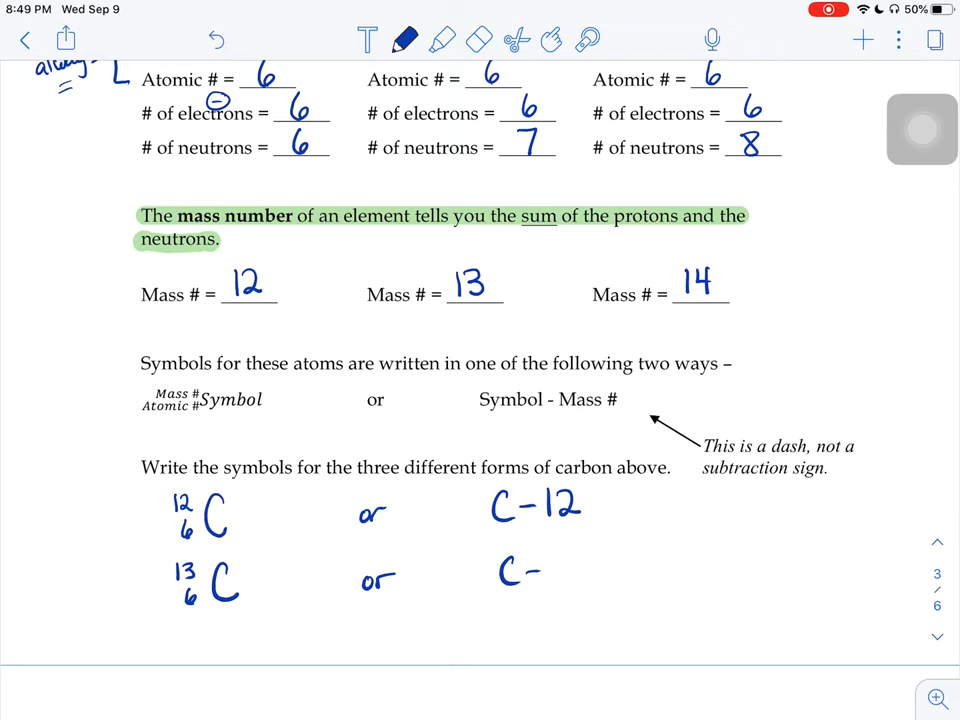 8:49 PM Wed Sep 9 50%
Atomic # = 6 Atomic # = 6 Atomic # = 6
# of electrons = 6 # of electrons = 6 # of electrons = 6
# of neutrons = 6 # of neutrons = 7 # of neutrons = 8
The mass number of an element tells you the sum of the protons and the
neutrons.
Mass # = 12 Mass # = 13 Mass # = 14
Symbols for these atoms are written in one of the following two ways –
Mass #
Atomic # Symbol or Symbol - Mass #
This is a dash, not a
subtraction sign.
Write the symbols for the three different forms of carbon above.
12
6 C or C - 12
13
6 C or C -
3
/
6